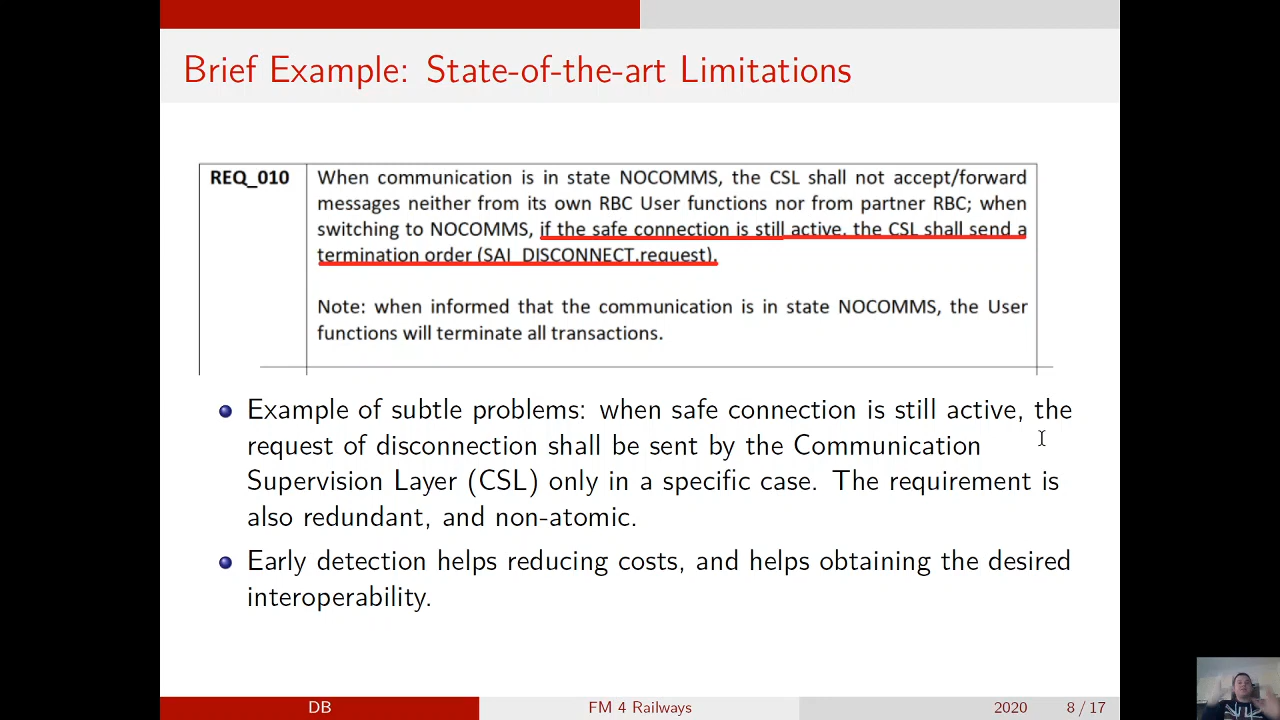 Brief Example: State-of-the-art Limitations
REQ_010
When communication is in state NOCOMMS, the CSL shall not accept/forward
messages neither from its own RBC User functions nor from partner RBC; when
switching to NOCOMMS, if the safe connection is still active, the CSL shall send a
termination order (SAI_DISCONNECT.request).
Note: when informed that the communication is in state NOCOMMS, the User
functions will terminate all transactions.
Example of subtle problems: when safe connection is still active, the
request of disconnection shall be sent by the Communication
Supervision Layer (CSL) only in a specific case. The requirement is
also redundant, and non-atomic.
Early detection helps reducing costs, and helps obtaining the desired
interoperability.
DB FM 4 Railways 2020 8 / 17